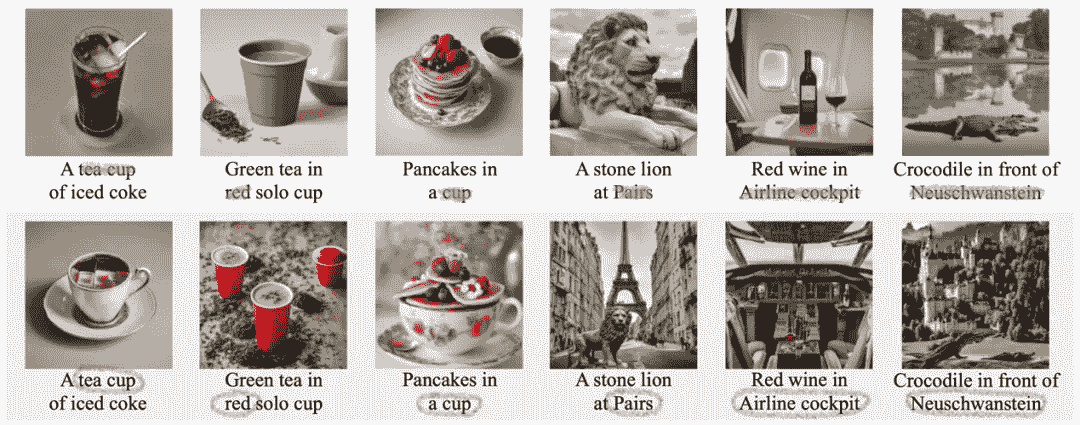 A tea cup
of iced coke
Green tea in
red solo cup
Pancakes in
a cup
A stone lion
at Pairs
Red wine in
Airline cockpit
Crocodile in front of
Neuschwanstein
A tea cup
of iced coke
Green tea in
red solo cup
Pancakes in
a cup
A stone lion
at Pairs
Red wine in
Airline cockpit
Crocodile in front of
Neuschwanstein